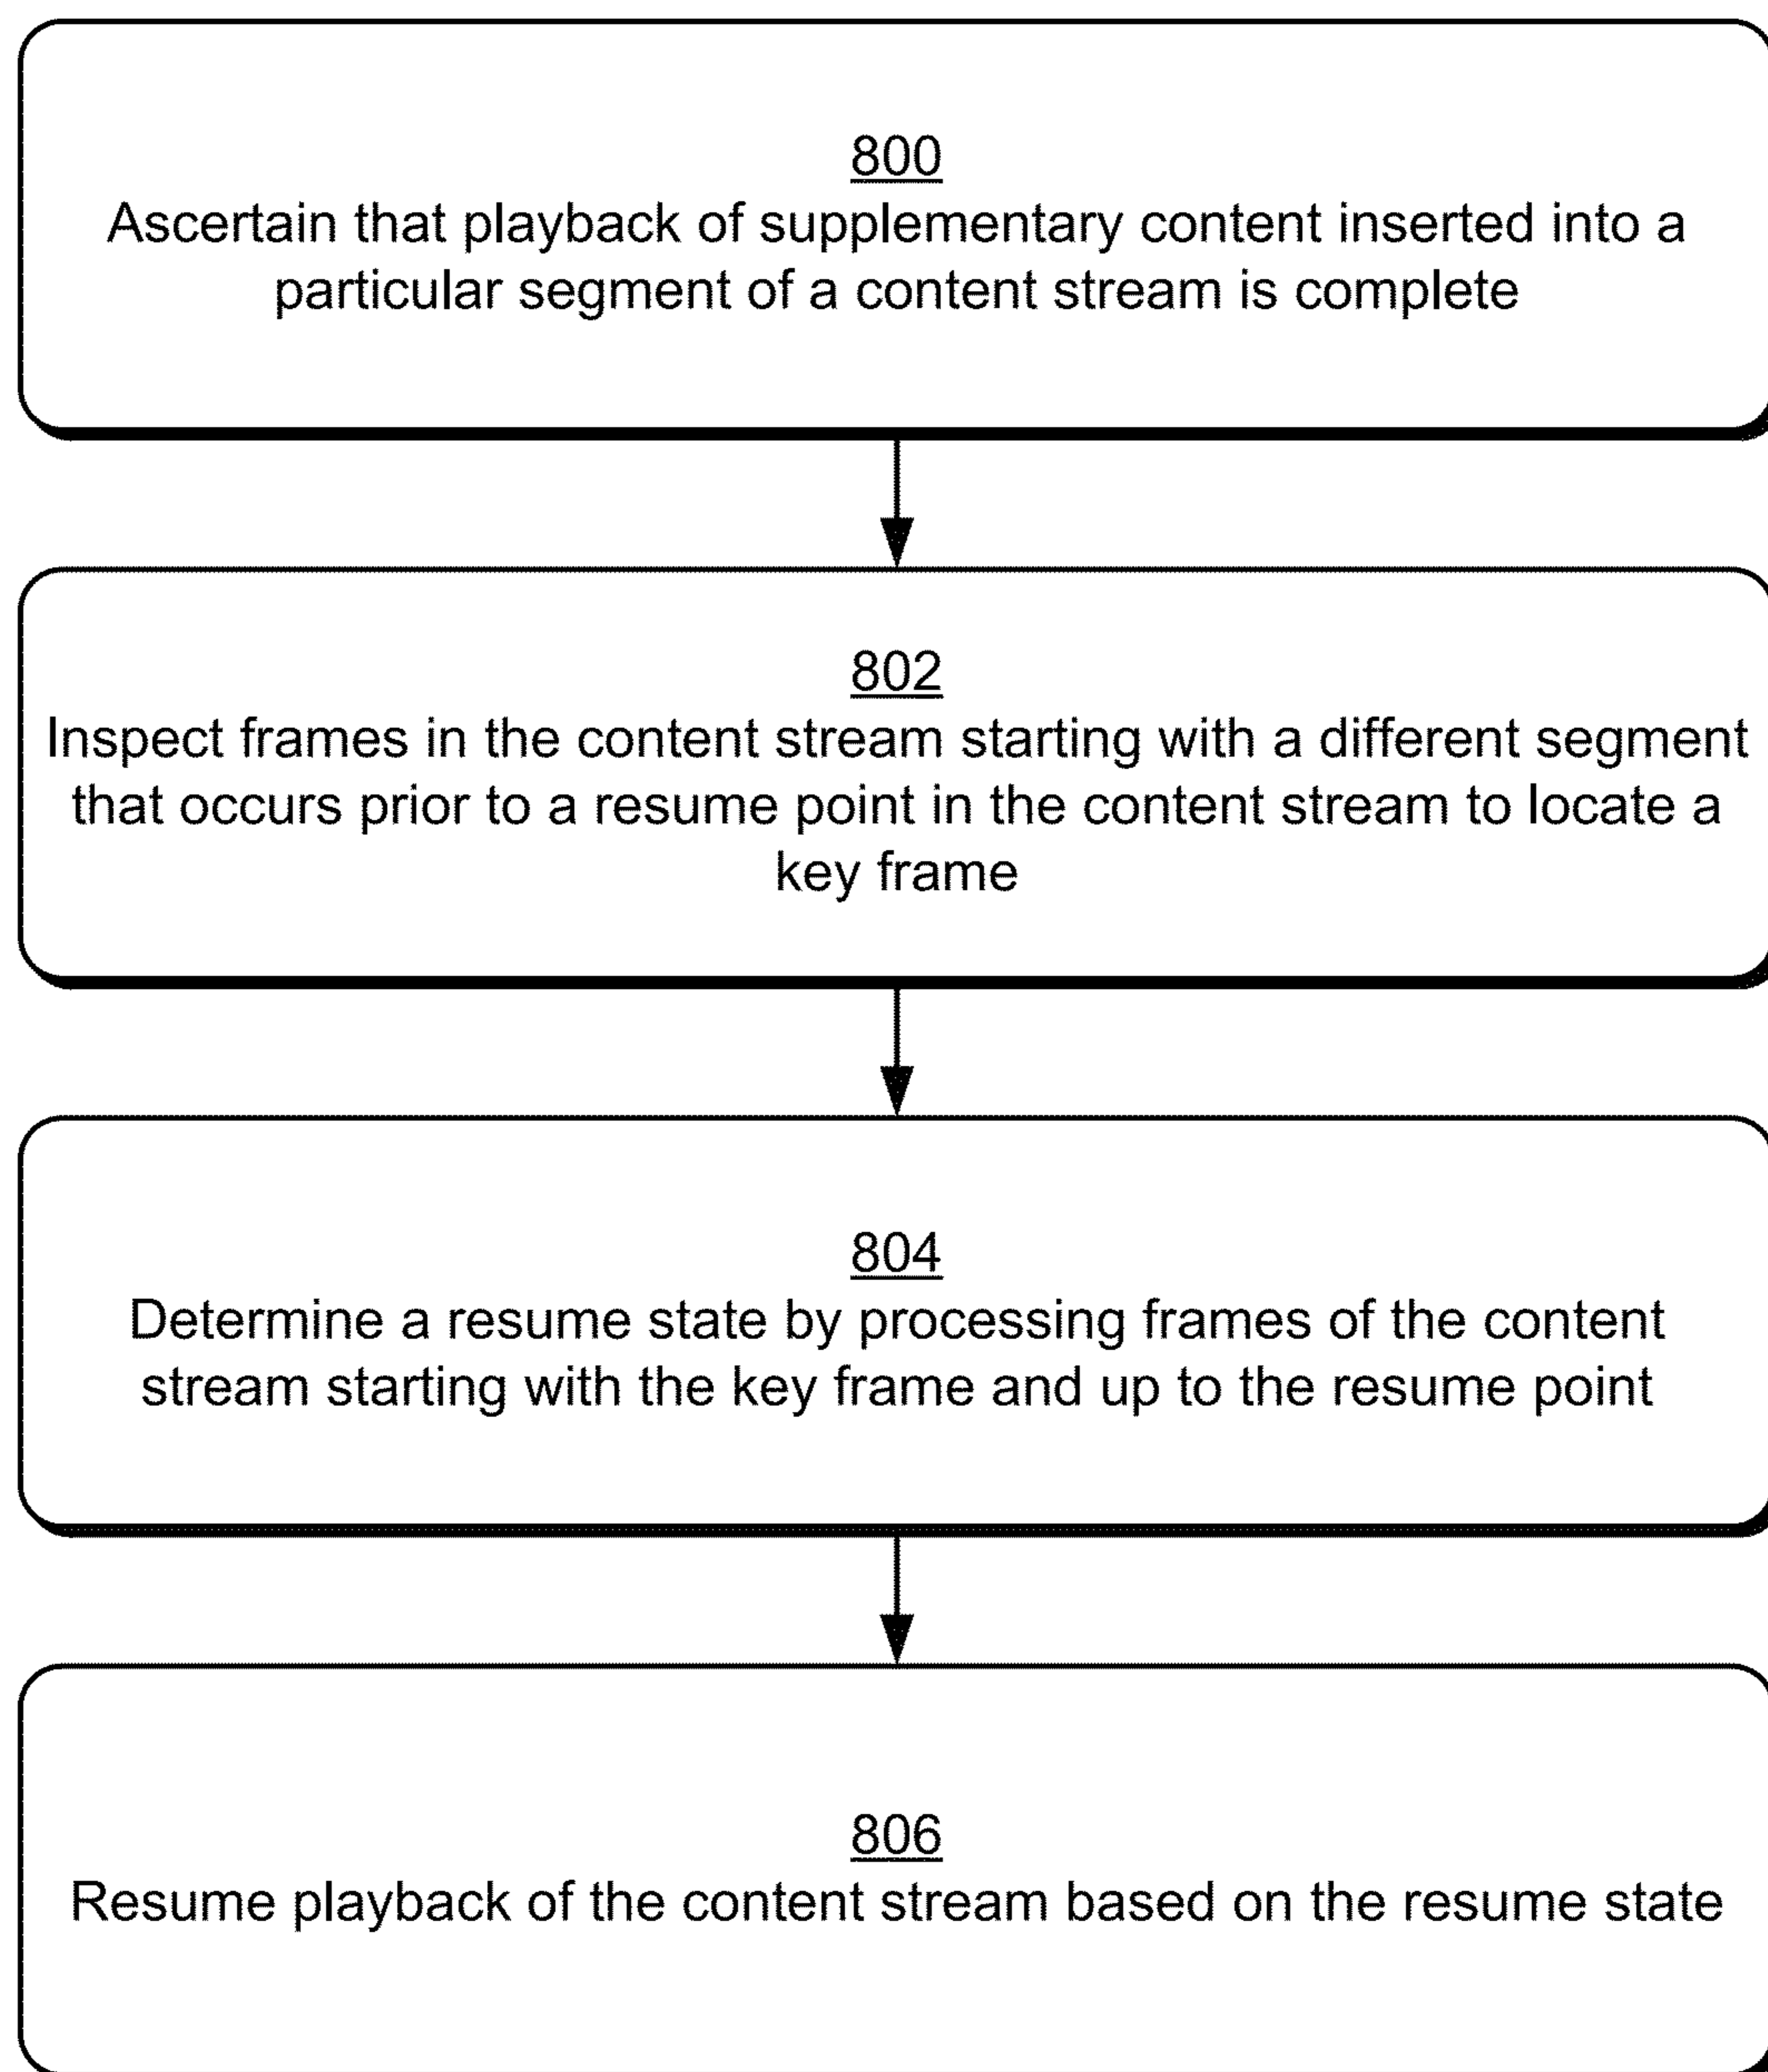 800
Ascertain that playback of supplementary content inserted into a
particular segment of a content stream is complete
802
Inspect frames in the content stream starting with a different segment
that occurs prior to a resume point in the content stream to locate a
key frame
804
Determine a resume state by processing frames of the content
stream starting with the key frame and up to the resume point
806
Resume playback of the content stream based on the resume state